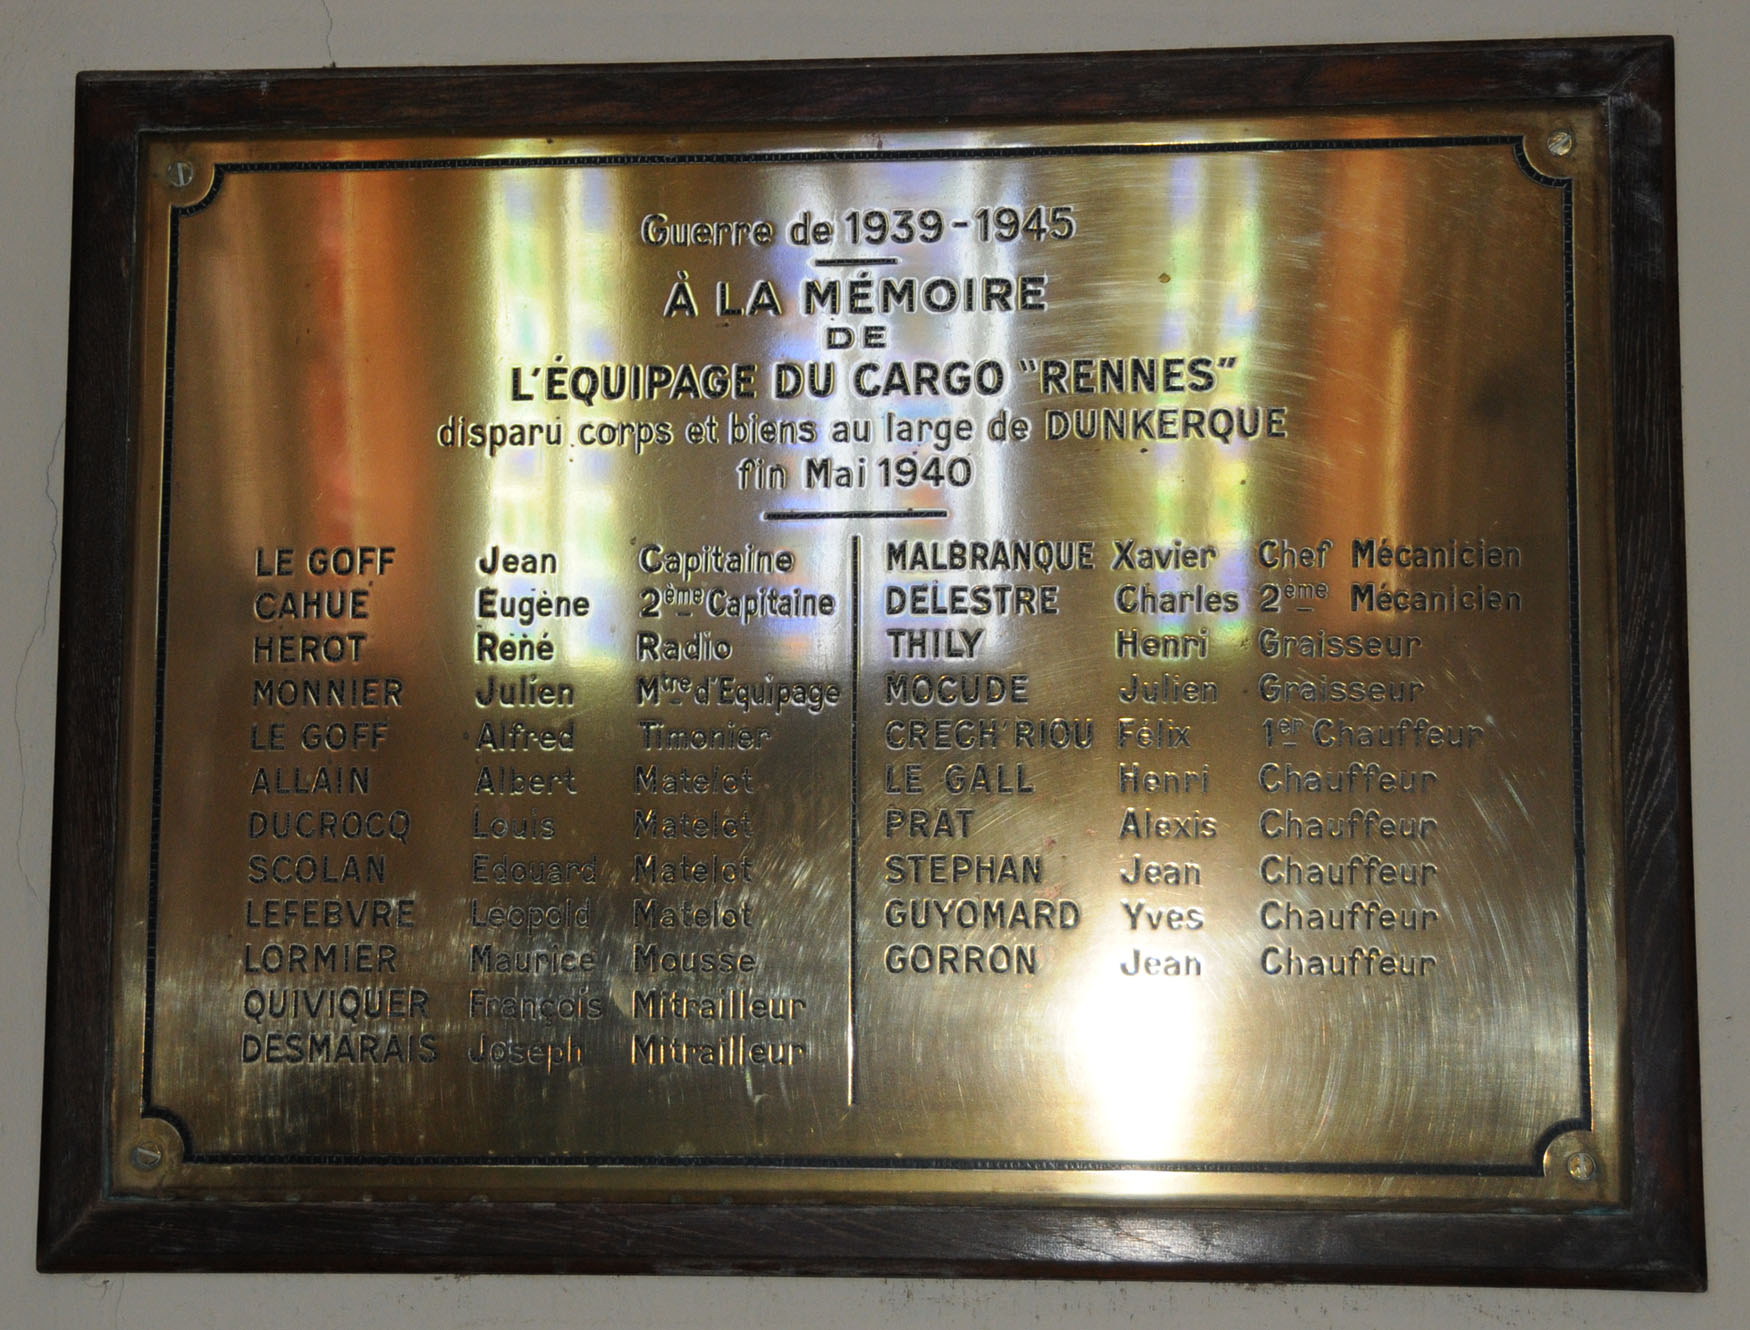 Guerre de 1939-1945
À LA MÉMOIRE
DE
L'ÉQUIPAGE DU CARGO "RENNES"
disparu corps et biens au large de DUNKERQUE
fin Mai 1940
LE GOFF Jean Capitaine
CAHUE Eugène 2ème Capitaine
HEROT René Radio
MONNIER Julien Mtre d'Equipage
LE GOFF Alfred Timonier
ALLAIN Albert Matelot
DUCROCQ Louis Matelot
SCOLAN Edouard Matelot
LEFEBVRE Léopold Matelot
LORMIER Maurice Mousse
QUIVIQUER François Mitrailleur
DESMARAIS Joseph Mitrailleur
MALBRANQUE Xavier Chef Mécanicien
DELESTRE Charles 2ème Mécanicien
THILY Henri Graisseur
MOCUDE Julien Graisseur
CRECH'RIOU Félix 1er Chauffeur
LE GALL Henri Chauffeur
PRAT Alexis Chauffeur
STEPHAN Jean Chauffeur
GUYOMARD Yves Chauffeur
GORRON Jean Chauffeur